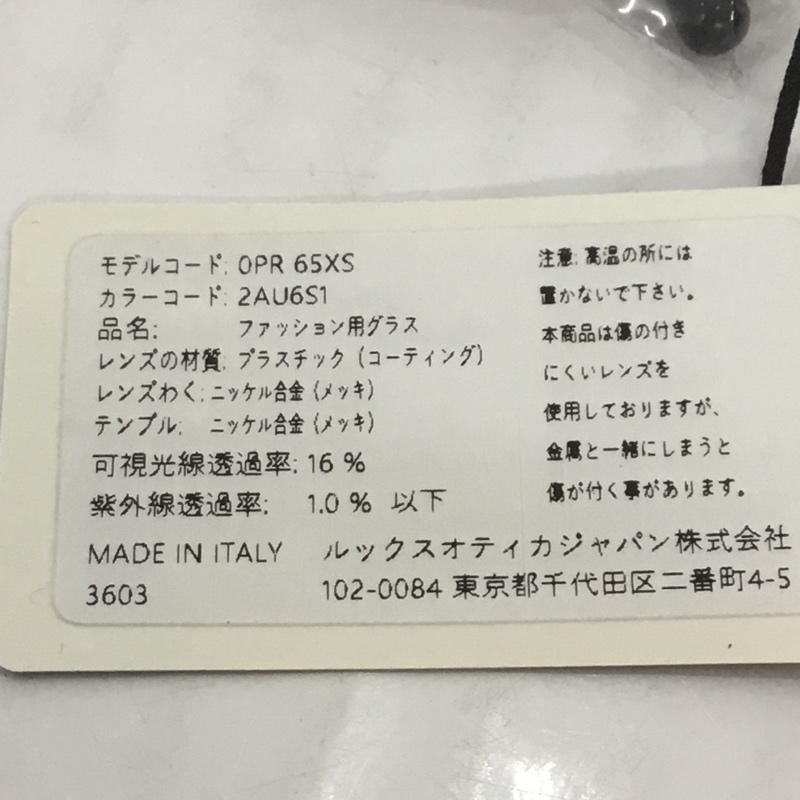 モデルコード: 0PR 65XS
カラーコード: 2AU6S1
品名: ファッション用グラス
レンズの材質: プラスチック (コーティング)
レンズわく: ニッケル合金 (メッキ)
テンプル: ニッケル合金 (メッキ)
可視光線透過率: 16 %
紫外線透過率: 1.0 % 以下
注意: 高温の所には
置かないで下さい。
本商品は傷の付き
にくいレンズを
使用しておりますが、
金属と一緒にしまうと
傷が付く事があります。
MADE IN ITALY ルックスオティカジャパン株式会社
3603 102-0084 東京都千代田区二番町4-5